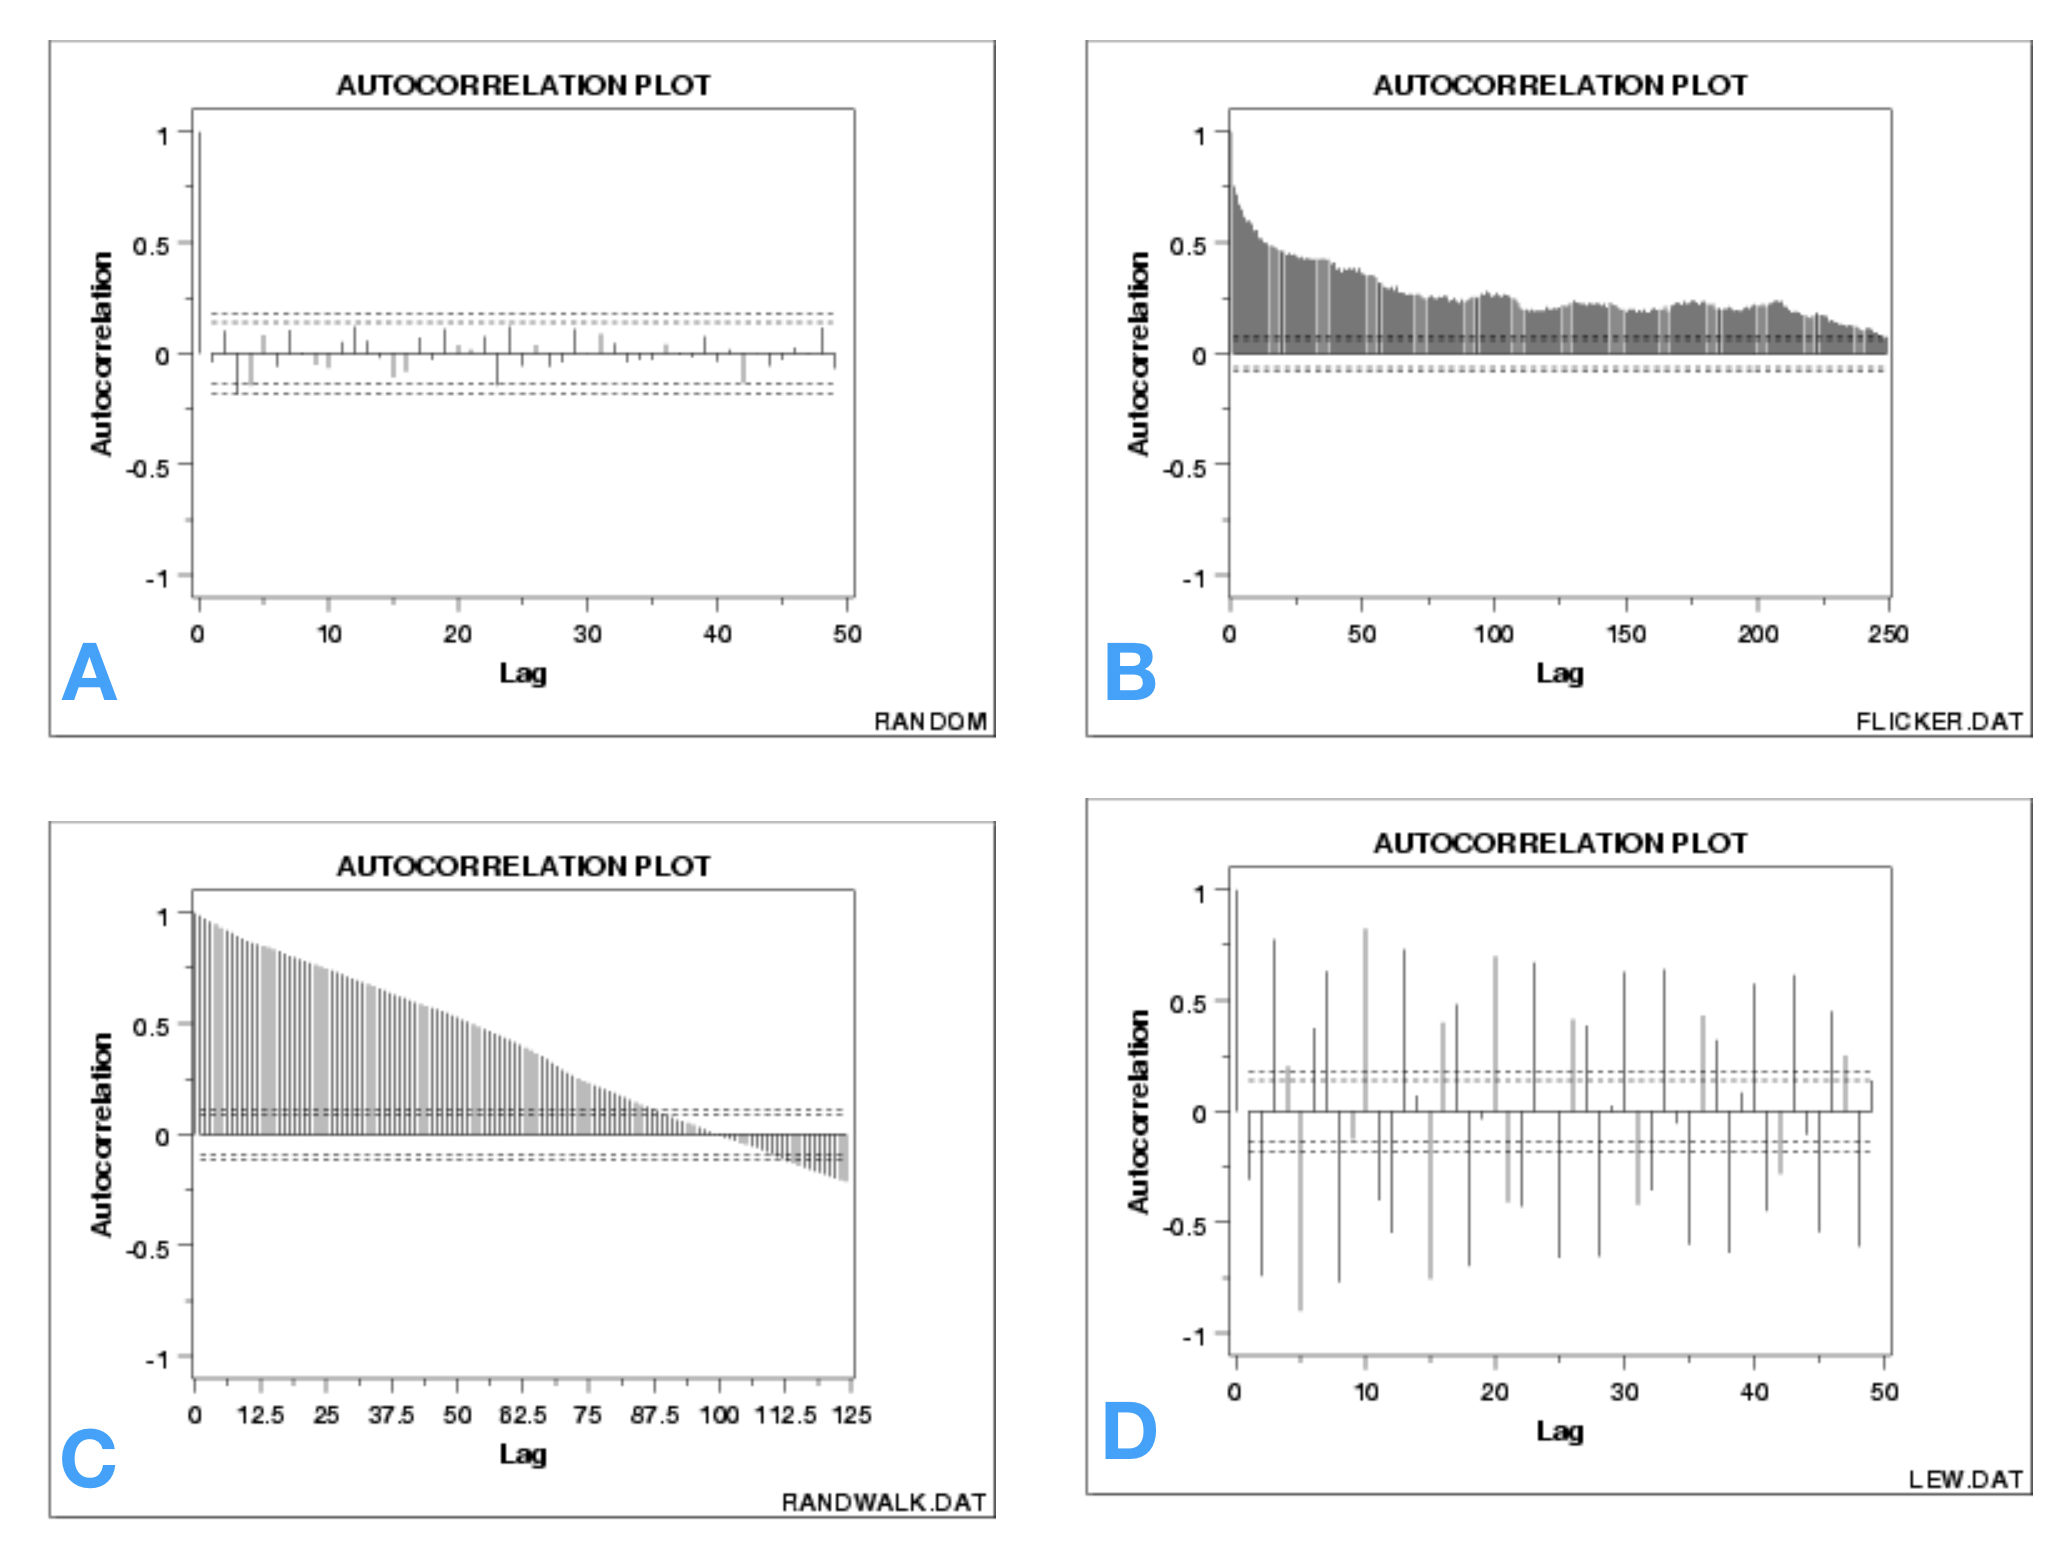 AUTOCORRELATION PLOT
1
0.5
0
-0.5
-1
Autocorrelation
0 10 20 30 40 50
Lag
A
RANDOM
AUTOCORRELATION PLOT
1
0.5
0
-0.5
-1
Autocorrelation
0 50 100 150 200 250
Lag
B
FLICKER.DAT
AUTOCORRELATION PLOT
1
0.5
0
-0.5
-1
Autocorrelation
0 12.5 25 37.5 50 62.5 75 87.5 100 112.5 125
Lag
C
RANDWALK.DAT
AUTOCORRELATION PLOT
1
0.5
0
-0.5
-1
Autocorrelation
0 10 20 30 40 50
Lag
D
LEW.DAT